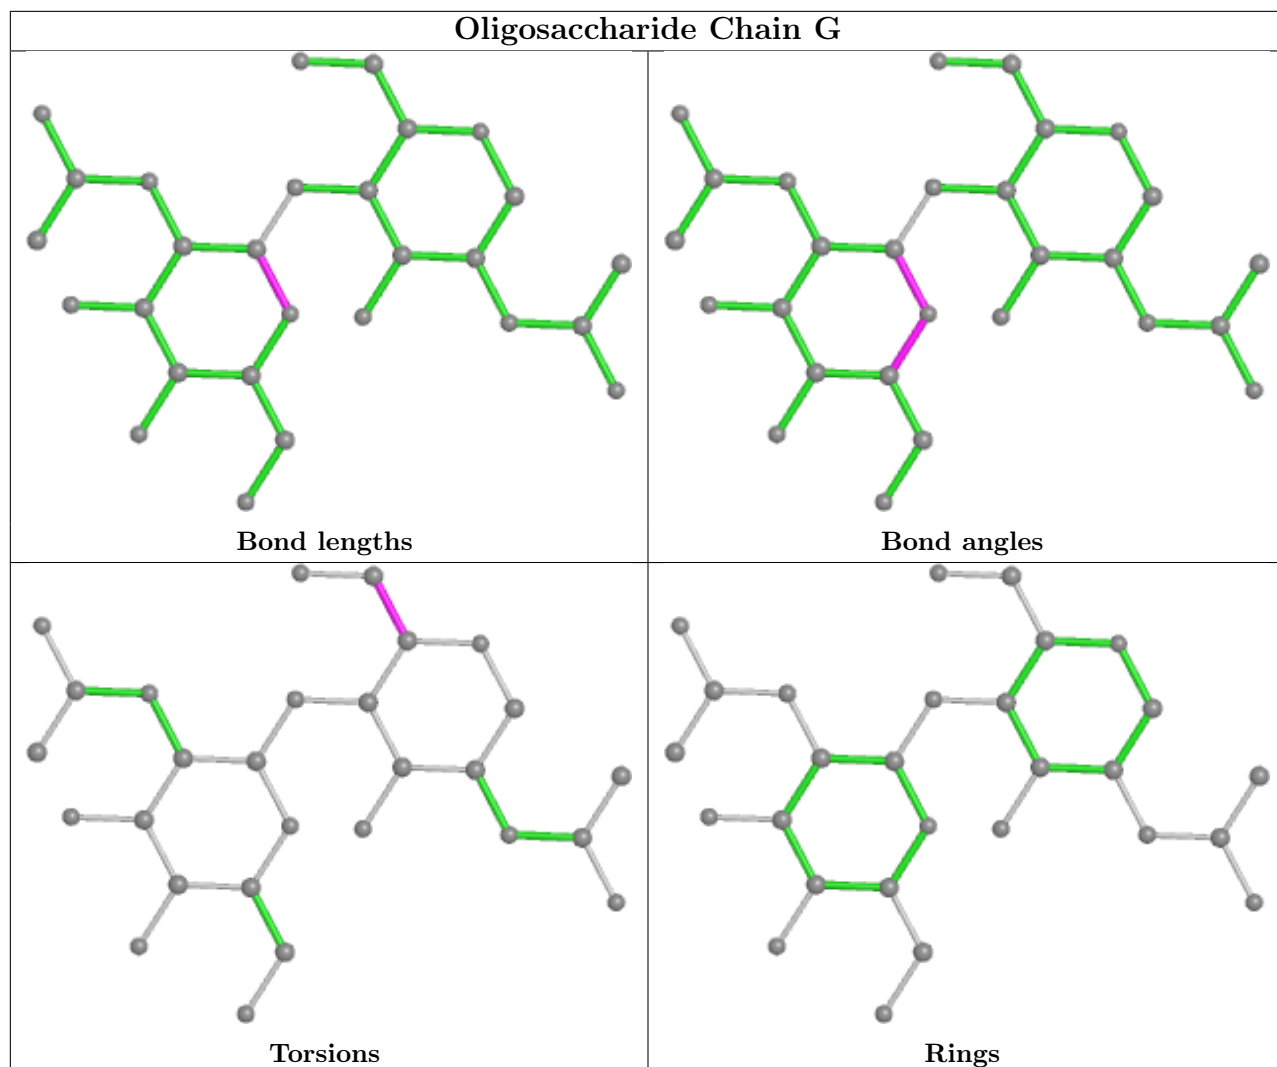 Oligosaccharide Chain G
Bond lengths
Bond angles
Torsions
Rings